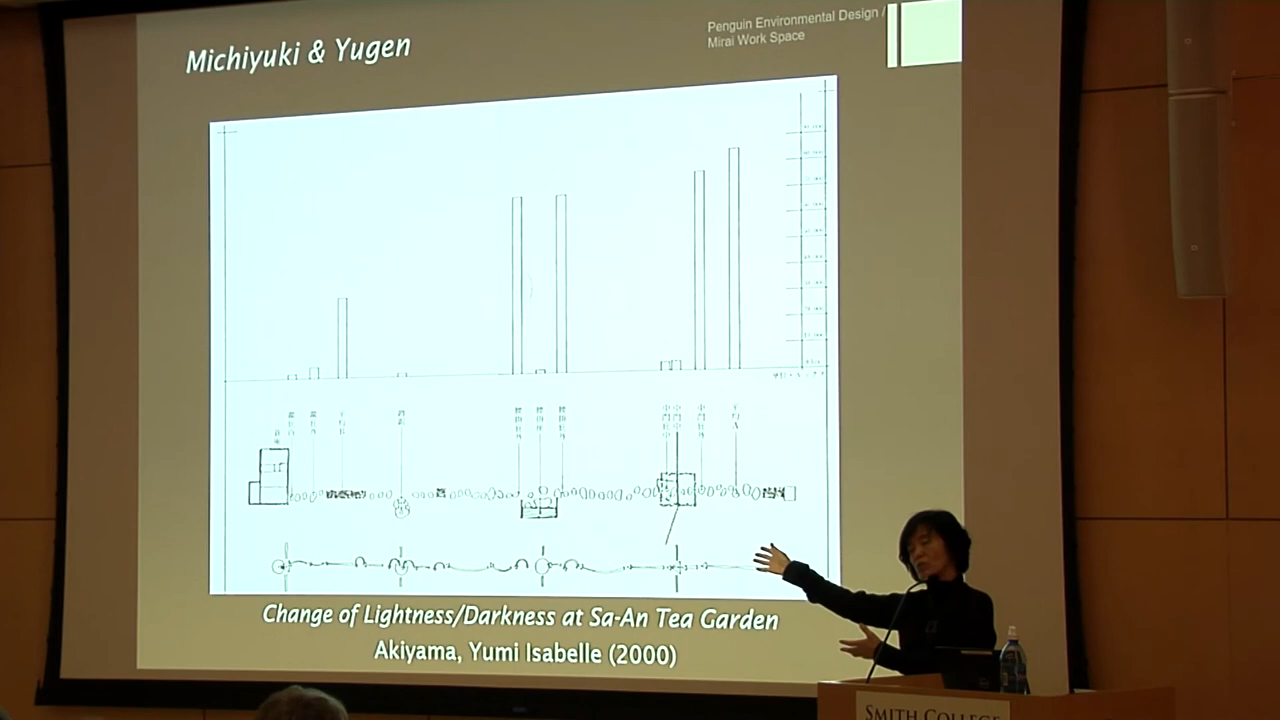 Michiyuki & Yugen
Penguin Environmental Design /
Mirai Work Space
Change of Lightness/Darkness at Sa-An Tea Garden
Akiyama, Yumi Isabelle (2000)
SMITH COLLEGE